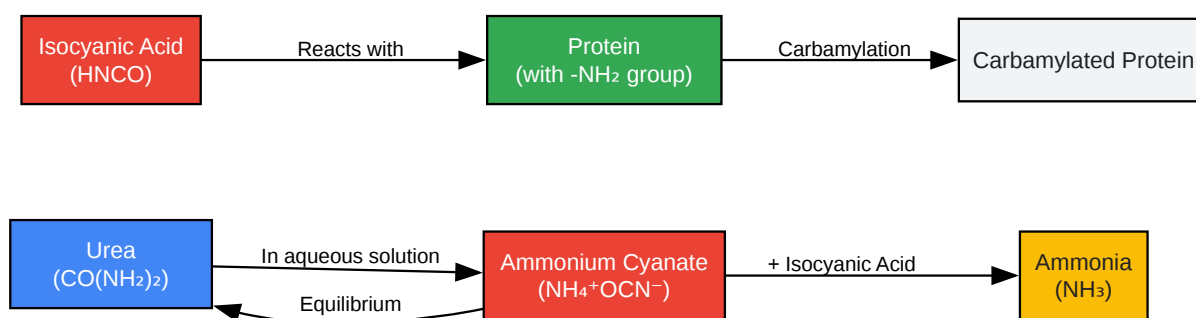 Isocyanic Acid
(HNCO)
Reacts with
Protein
(with -NH₂ group)
Carbamylation
Carbamylated Protein
Urea
(CO(NH₂)₂)
In aqueous solution
Equilibrium
Ammonium Cyanate
(NH₄⁺OCN⁻)
+ Isocyanic Acid
Ammonia
(NH₃)